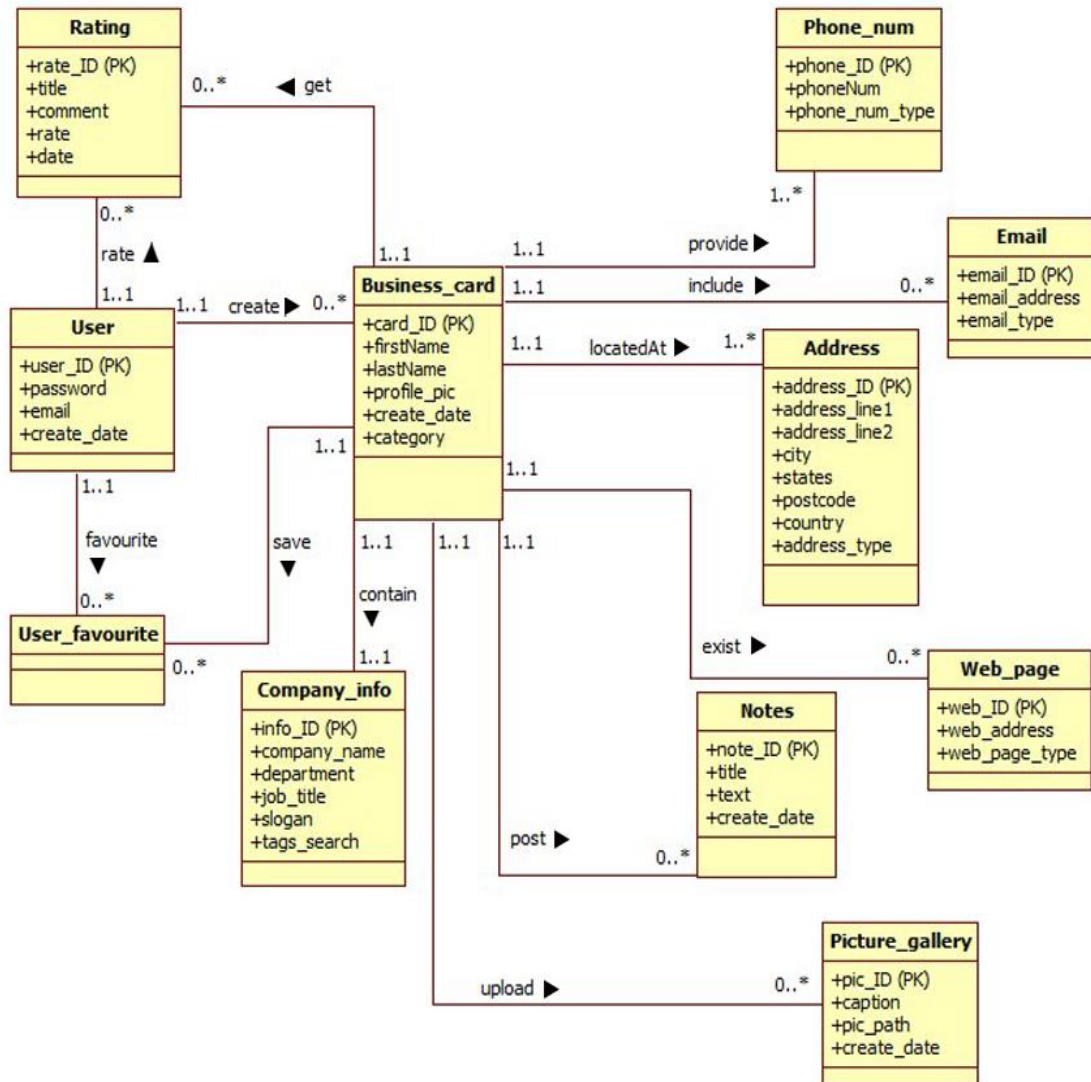 Rating
+rate_ID (PK)
+title
+comment
+rate
+date
Phone_num
+phone_ID (PK)
+phoneNum
+phone_num_type
0..*
◀ get
1..*
0..*
rate ▲
1..1
1..1
1..1
provide ▶
Email
+email_ID (PK)
+email_address
+email_type
1..1
include ▶
0..*
1..1
create ▶
0..*
User
+user_ID (PK)
+password
+email
+create_date
Business_card
+card_ID (PK)
+firstName
+lastName
+profile_pic
+create_date
+category
1..1
locatedAt ▶
1..*
Address
+address_ID (PK)
+address_line1
+address_line2
+city
+states
+postcode
+country
+address_type
1..1
1..1
1..1
favourite
▼
save
▼
1..1
1..1
1..1
contain
▼
0..*
User_favourite
0..*
1..1
exist ▶
0..*
Web_page
+web_ID (PK)
+web_address
+web_page_type
Company_info
+info_ID (PK)
+company_name
+department
+job_title
+slogan
+tags_search
Notes
+note_ID (PK)
+title
+text
+create_date
post ▶
0..*
Picture_gallery
+pic_ID (PK)
+caption
+pic_path
+create_date
upload ▶
0..*